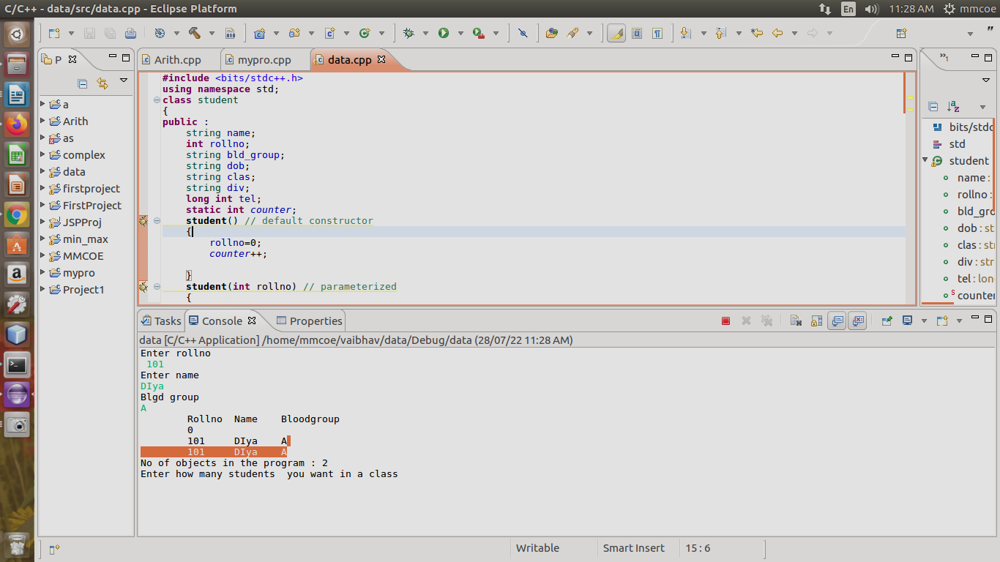 C/C++ - data/src/data.cpp - Eclipse Platform
En
11:28 AM
mmcoe
P
a
Arith
as
complex
data
firstproject
FirstProject
JSPProj
min_max
MMCOE
mypro
Project1
Arith.cpp
mypro.cpp
data.cpp
#include <bits/stdc++.h>
using namespace std;
class student
{
public :
string name;
int rollno;
string bld_group;
string dob;
string clas;
string div;
long int tel;
static int counter;
student() // default constructor
{
rollno=0;
counter++;
}
student(int rollno) // parameterized
{
»1
bits/stdc
std
student
name :
rollno :
bld_gro
dob : st
clas : stri
div : stri
tel : long
counter
Tasks
Console
Properties
data [C/C++ Application] /home/mmcoe/vaibhav/data/Debug/data (28/07/22 11:28 AM)
Enter rollno
101
Enter name
DIya
Blgd group
A
Rollno Name Bloodgroup
0
101 DIya A
101 DIya A
No of objects in the program : 2
Enter how many students  you want in a class
Writable
Smart Insert
15 : 6